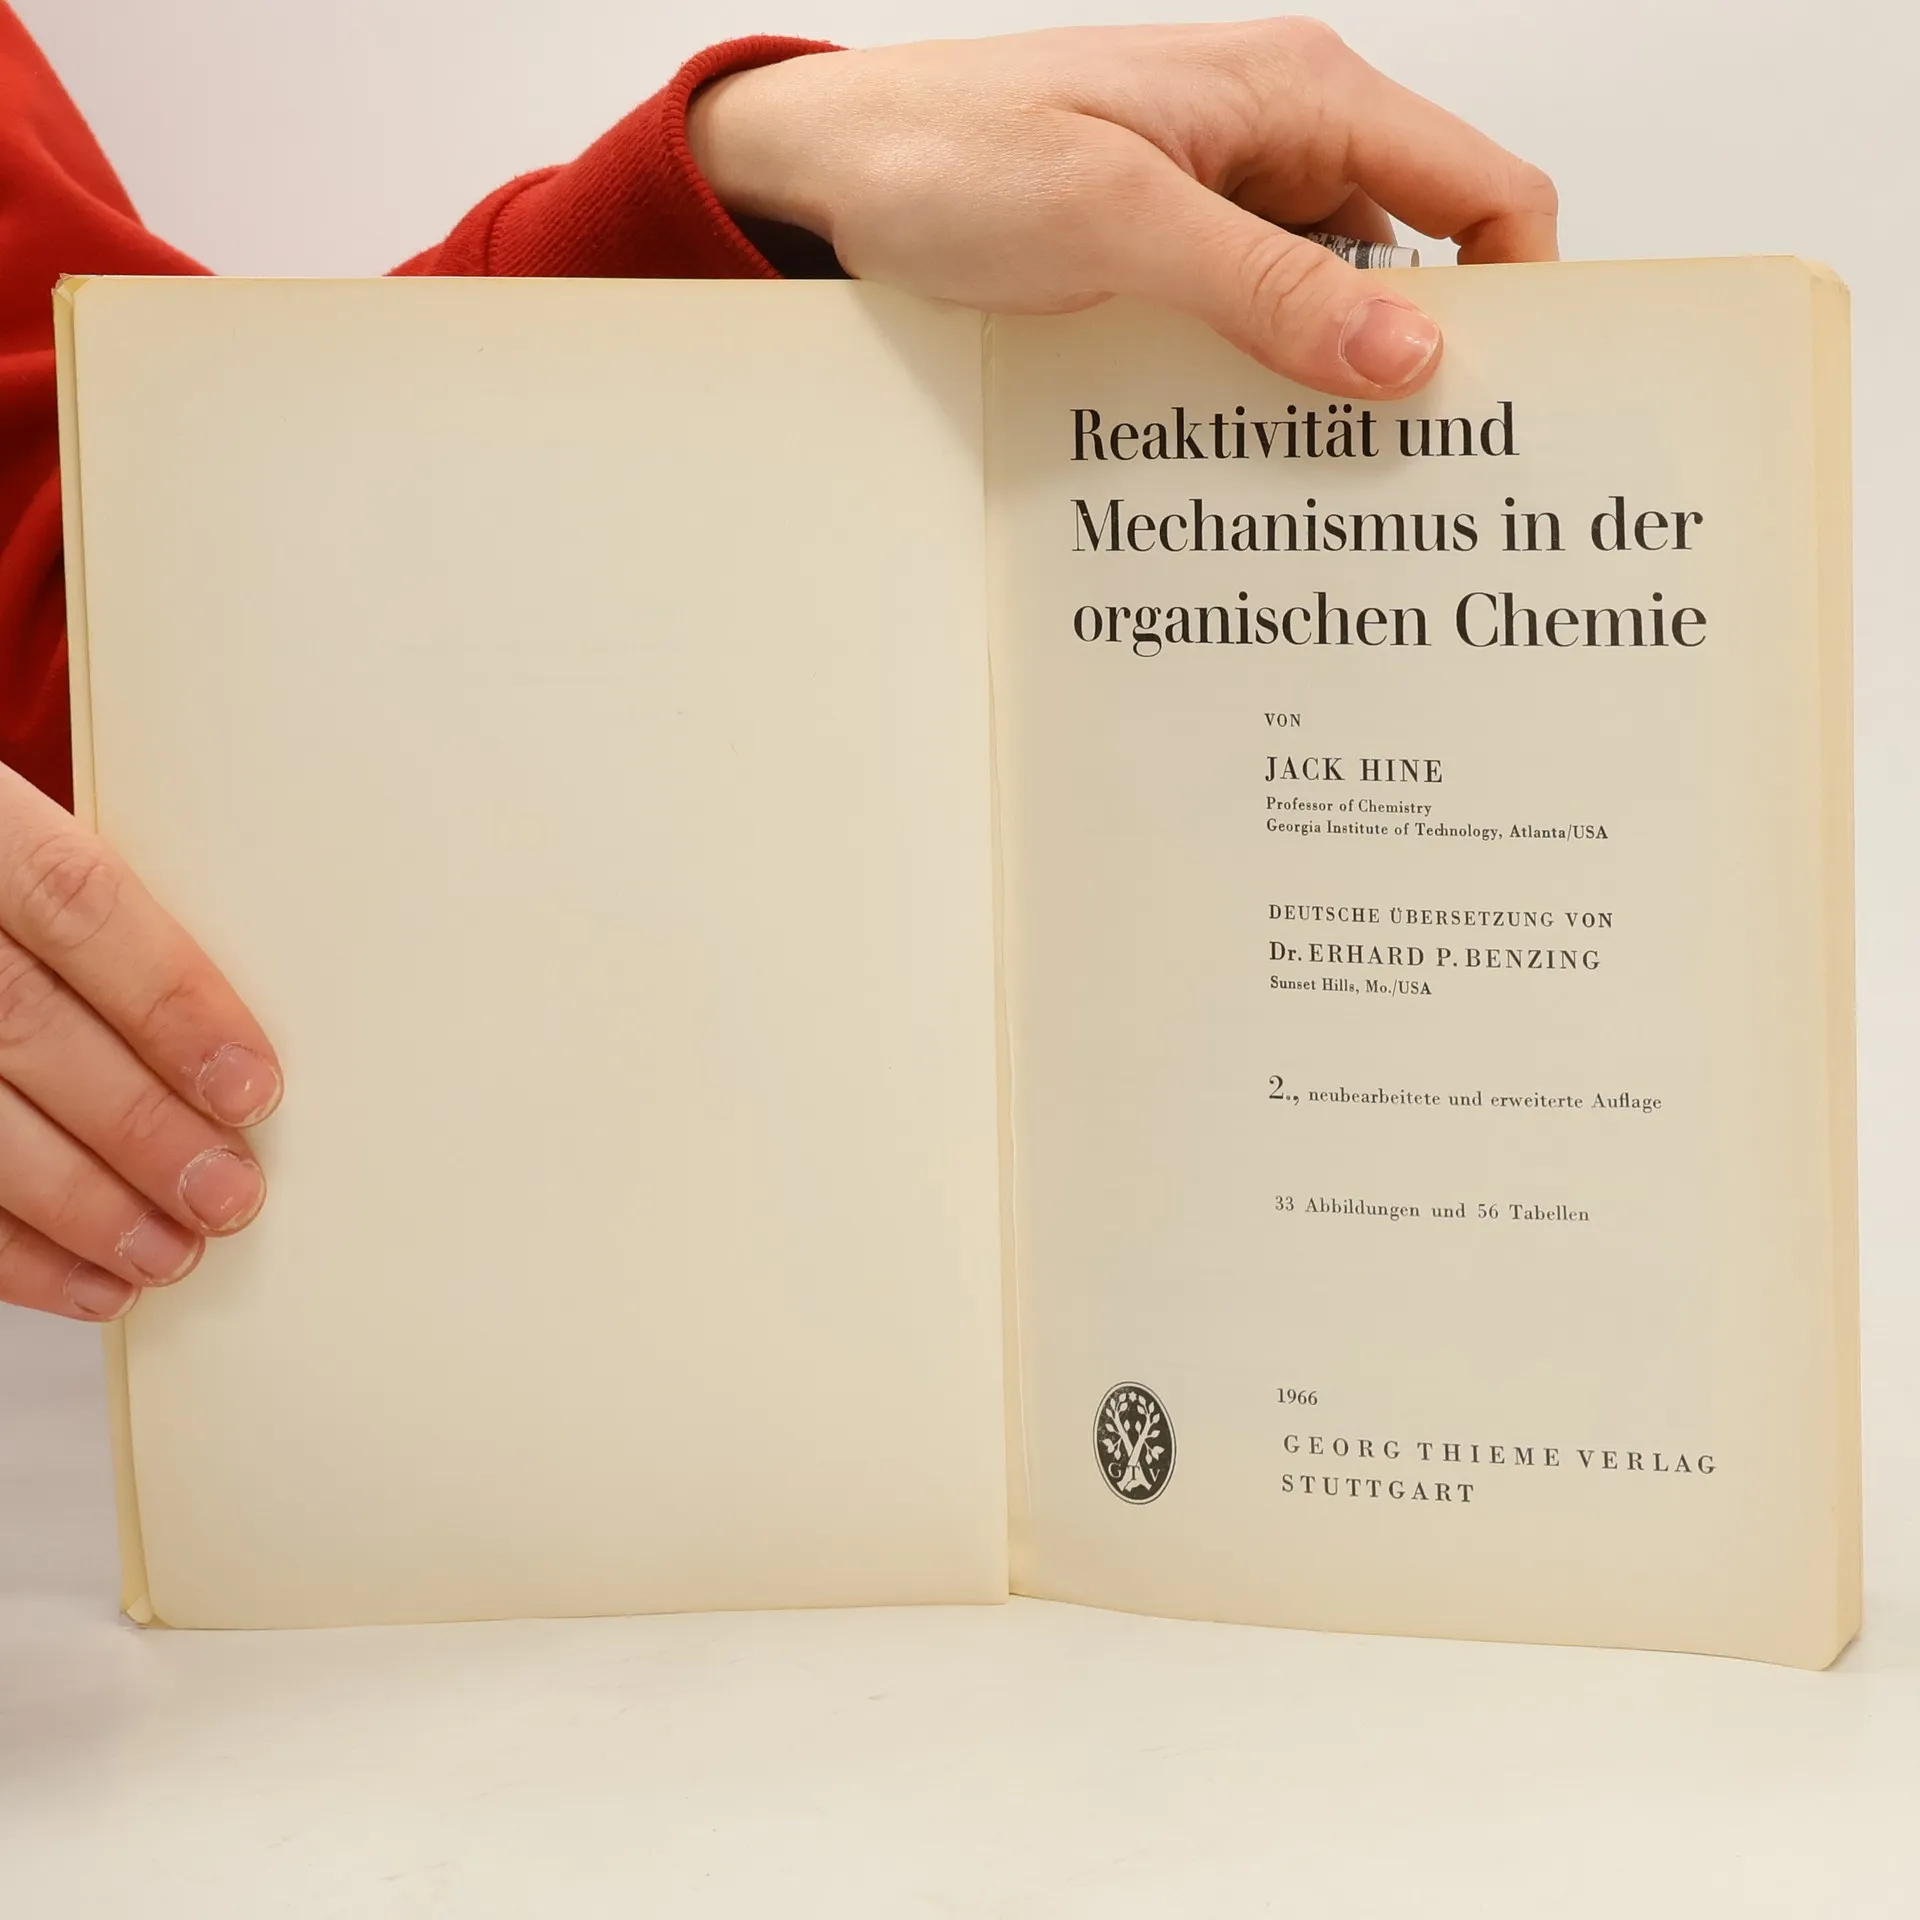 Reaktivität und
Mechanismus in der
organischen Chemie
VON
JACK HINE
Professor of Chemistry
Georgia Institute of Technology, Atlanta/USA
DEUTSCHE ÜBERSETZUNG VON
Dr. ERHARD P. BENZING
Sunset Hills, Mo./USA
2., neubearbeitete und erweiterte Auflage
33 Abbildungen und 56 Tabellen
1966
GEORG THIEME VERLAG
STUTTGART
GTV